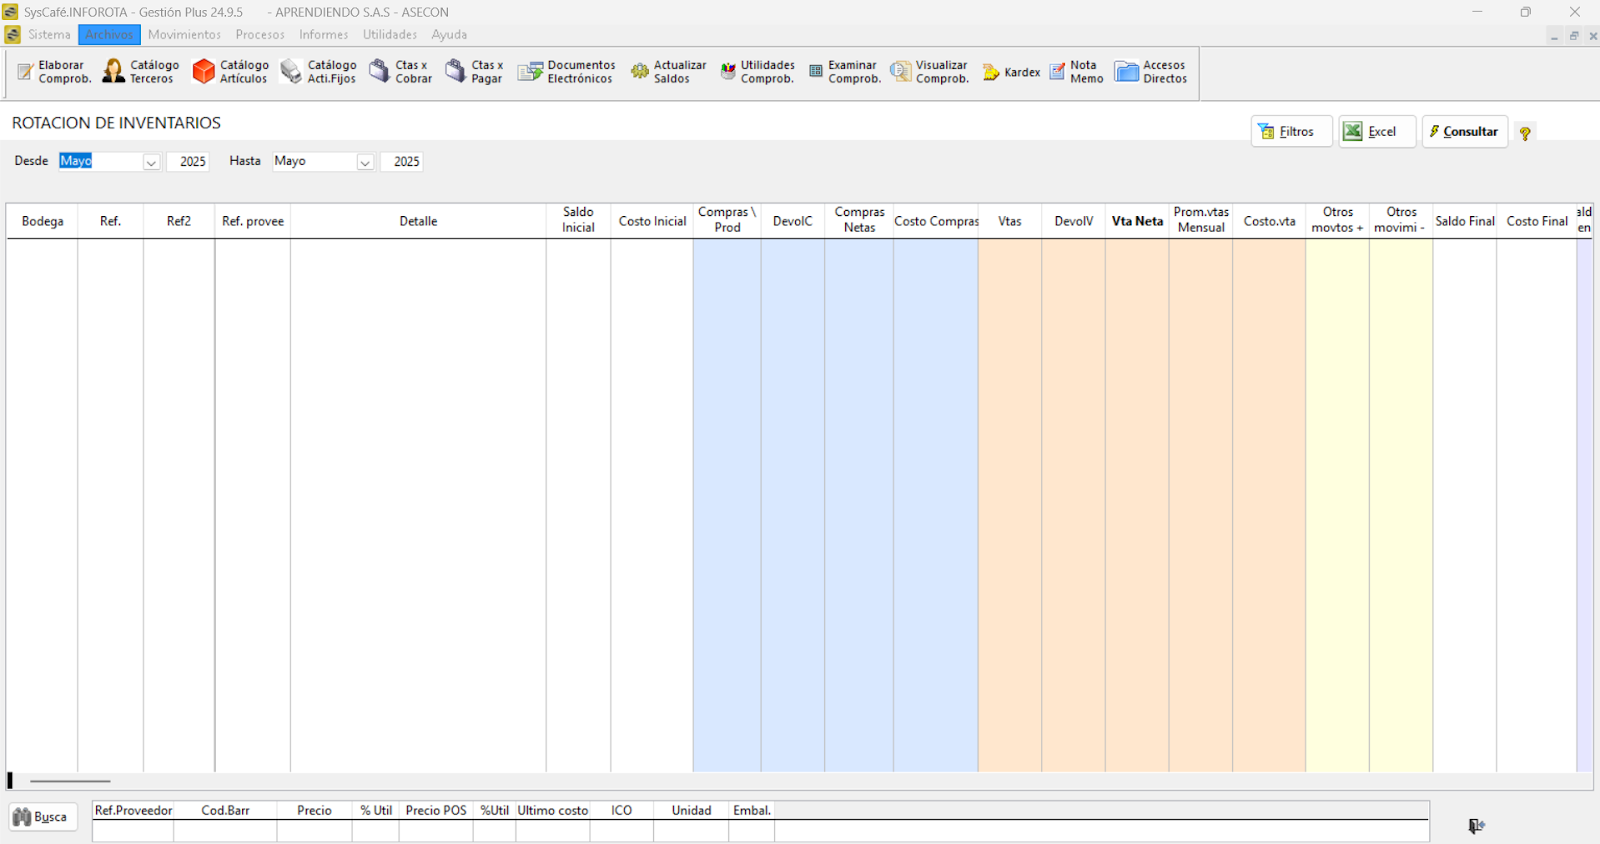 SysCafé.INFOROTA - Gestión Plus 24.9.5 - APRENDIENDO S.A.S - ASECON
Sistema Archivos Movimientos Procesos Informes Utilidades Ayuda
Elaborar Comprob.
Catálogo Terceros
Catálogo Artículos
Catálogo Acti.Fijos
Ctas x Cobrar
Ctas x Pagar
Documentos Electrónicos
Actualizar Saldos
Utilidades Comprob.
Examinar Comprob.
Visualizar Comprob.
Kardex
Nota Memo
Accesos Directos
ROTACION DE INVENTARIOS
Filtros
Excel
Consultar
Desde Mayo 2025 Hasta Mayo 2025
Bodega
Ref.
Ref2
Ref. provee
Detalle
Saldo Inicial
Costo Inicial
Compras \ Prod
DevolC
Compras Netas
Costo Compras
Vtas
DevolV
Vta Neta
Prom.vtas Mensual
Costo.vta
Otros movtos +
Otros movimi -
Saldo Final
Costo Final
Busca
Ref.Proveedor
Cod.Barr
Precio
% Util
Precio POS
%Util
Ultimo costo
ICO
Unidad
Embal.